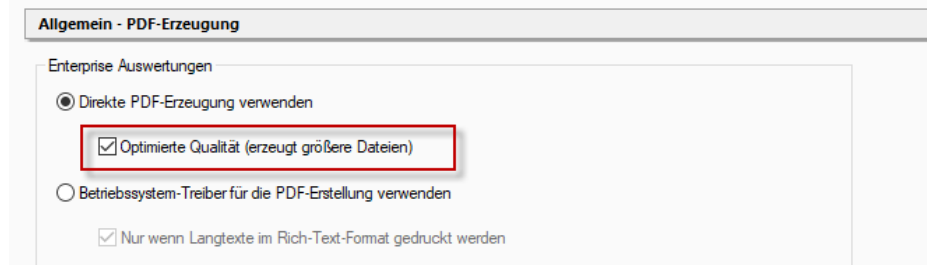 Allgemein - PDF-Erzeugung
Enterprise Auswertungen
Direkte PDF-Erzeugung verwenden
Optimierte Qualität (erzeugt größere Dateien)
Betriebssystem-Treiber für die PDF-Erstellung verwenden
Nur wenn Langtexte im Rich-Text-Format gedruckt werden